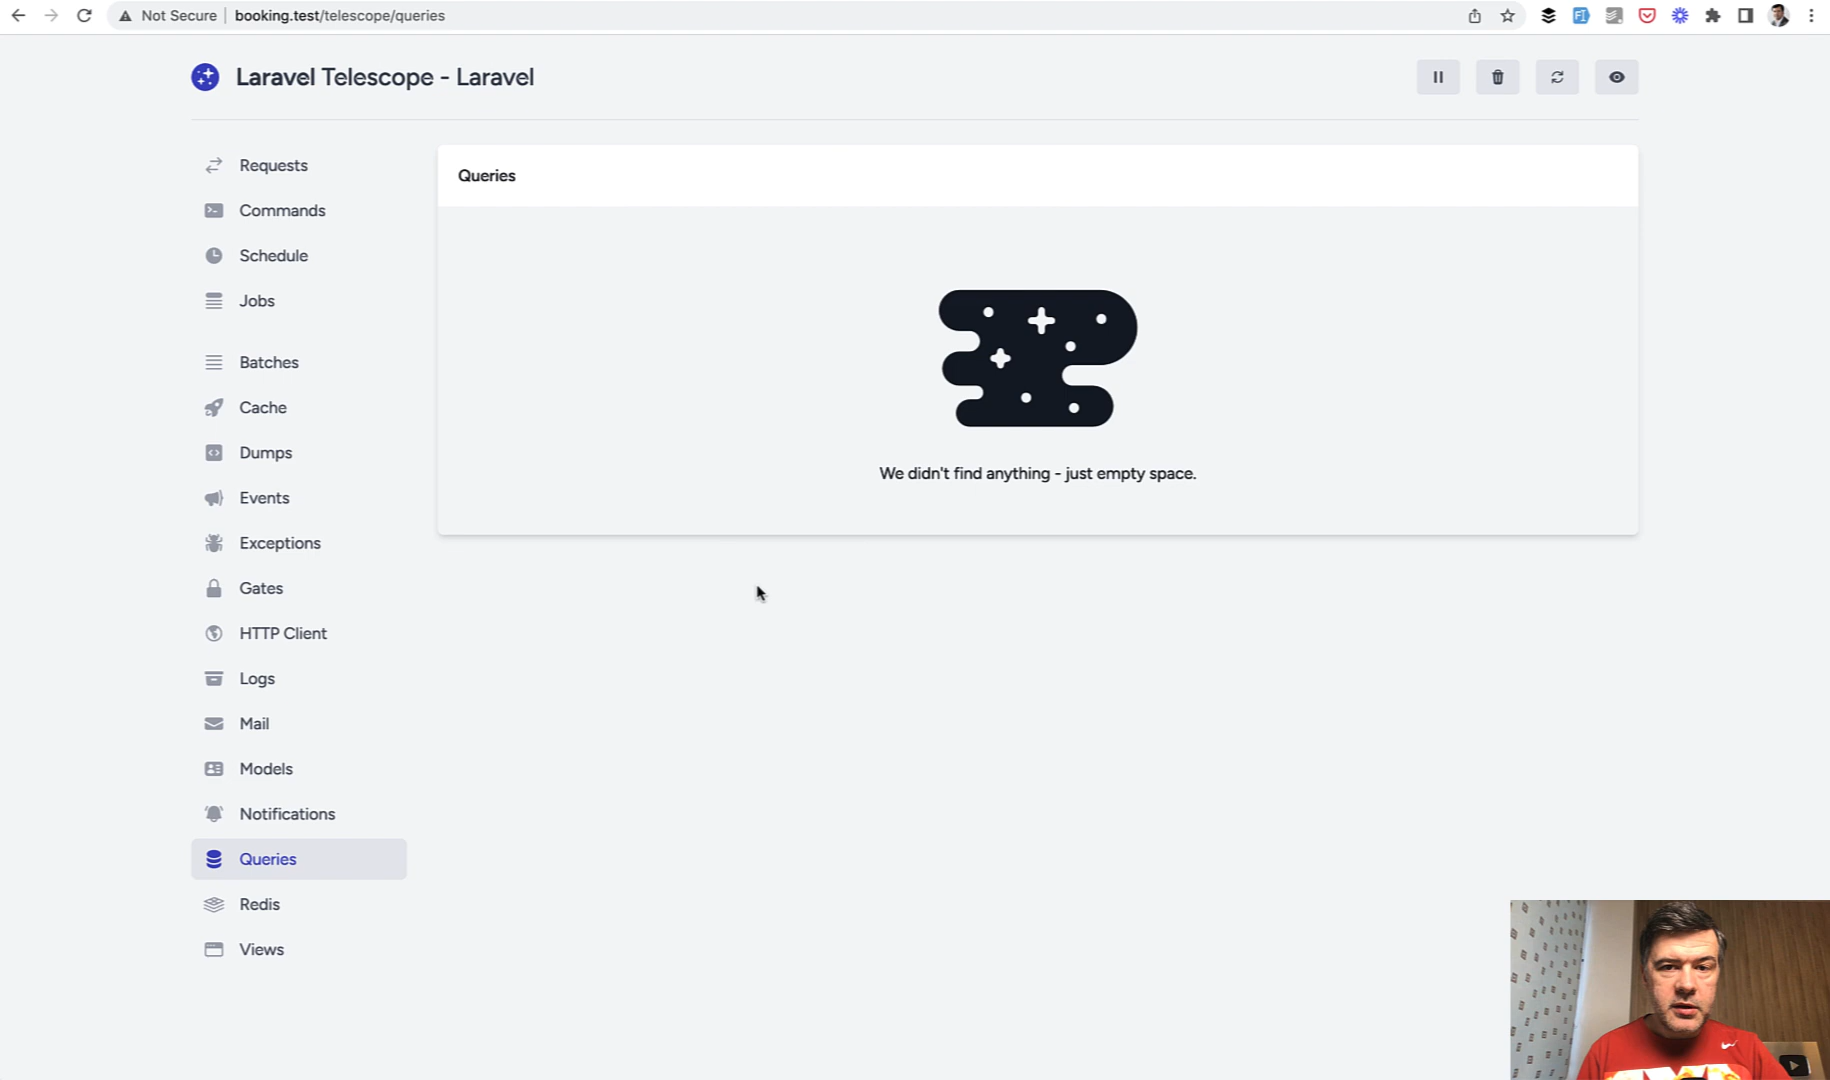 Not Secure
booking.test/telescope/queries
Laravel Telescope - Laravel
Requests
Commands
Schedule
Jobs
Batches
Cache
Dumps
Events
Exceptions
Gates
HTTP Client
Logs
Mail
Models
Notifications
Queries
Redis
Views
Queries
We didn't find anything - just empty space.